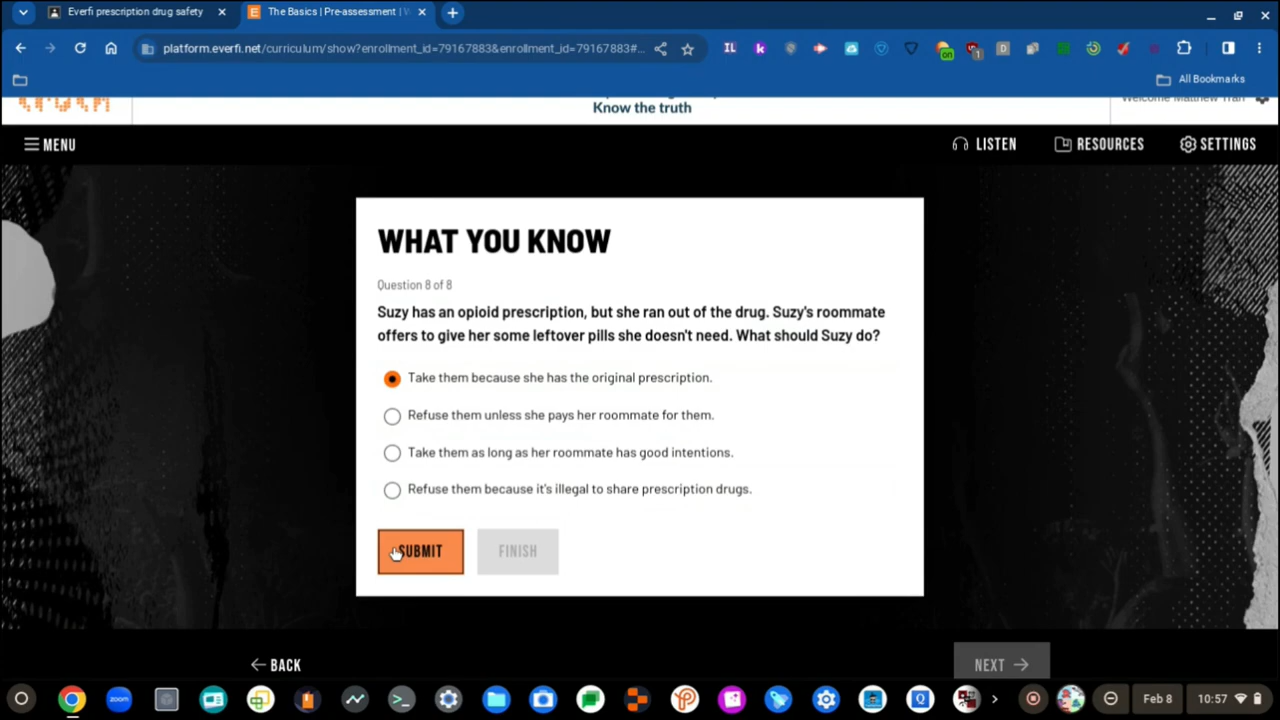 Everfi prescription drug safety
The Basics | Pre-assessment |
platform.everfi.net/curriculum/show?enrollment_id=79167883&enrollment_id=79167883#...
All Bookmarks
Know the truth
Welcome Matthew Tran
MENU
LISTEN
RESOURCES
SETTINGS
WHAT YOU KNOW
Question 8 of 8
Suzy has an opioid prescription, but she ran out of the drug. Suzy's roommate
offers to give her some leftover pills she doesn't need. What should Suzy do?
Take them because she has the original prescription.
Refuse them unless she pays her roommate for them.
Take them as long as her roommate has good intentions.
Refuse them because it's illegal to share prescription drugs.
SUBMIT
FINISH
BACK
NEXT
zoom
Feb 8
10:57